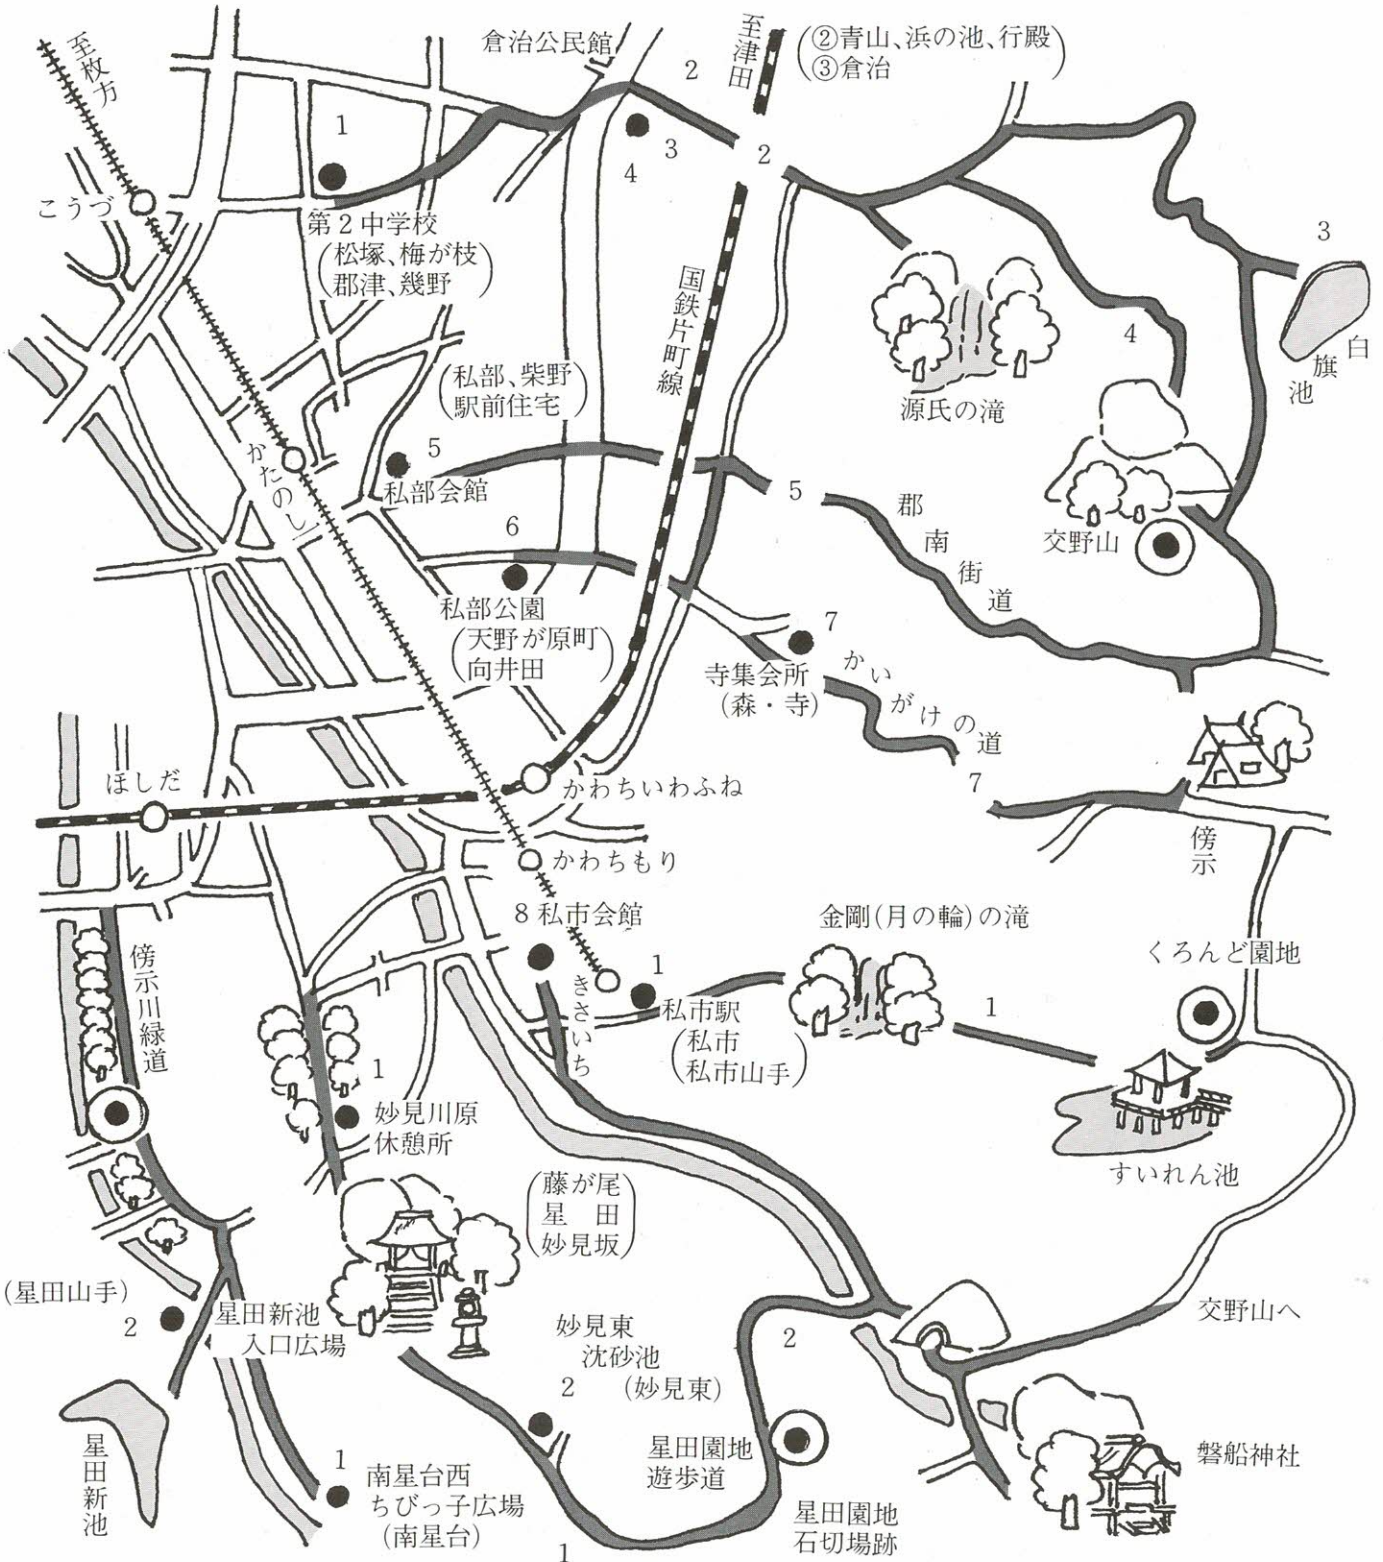 至枚方
倉治公民館
至津田
(②青山、浜の池、行殿)
(③倉治)
2
1
3
4
2
こうづ
第2中学校
(松塚、梅が枝)
(郡津、幾野)
国鉄片町線
3
白旗池
4
源氏の滝
(私部、柴野)
(駅前住宅)
かたのし
5
私部会館
5
郡南街道
交野山
6
私部公園
(天野が原町)
(向井田)
7
寺集会所
(森・寺)
かいがけの道
7
ほしだ
かわちいわふね
傍示
かわちもり
8 私市会館
金剛(月の輪)の滝
くろんど園地
きさいち
1
私市駅
(私市)
(私市山手)
1
傍示川緑道
1
妙見川原
休憩所
すいれん池
(藤が尾)
(星田)
(妙見坂)
(星田山手)
2
星田新池
入口広場
妙見東
沈砂池
2
(妙見東)
2
交野山へ
星田新池
1
南星台西
ちびっ子広場
(南星台)
星田園地
遊歩道
磐船神社
星田園地
石切場跡
1